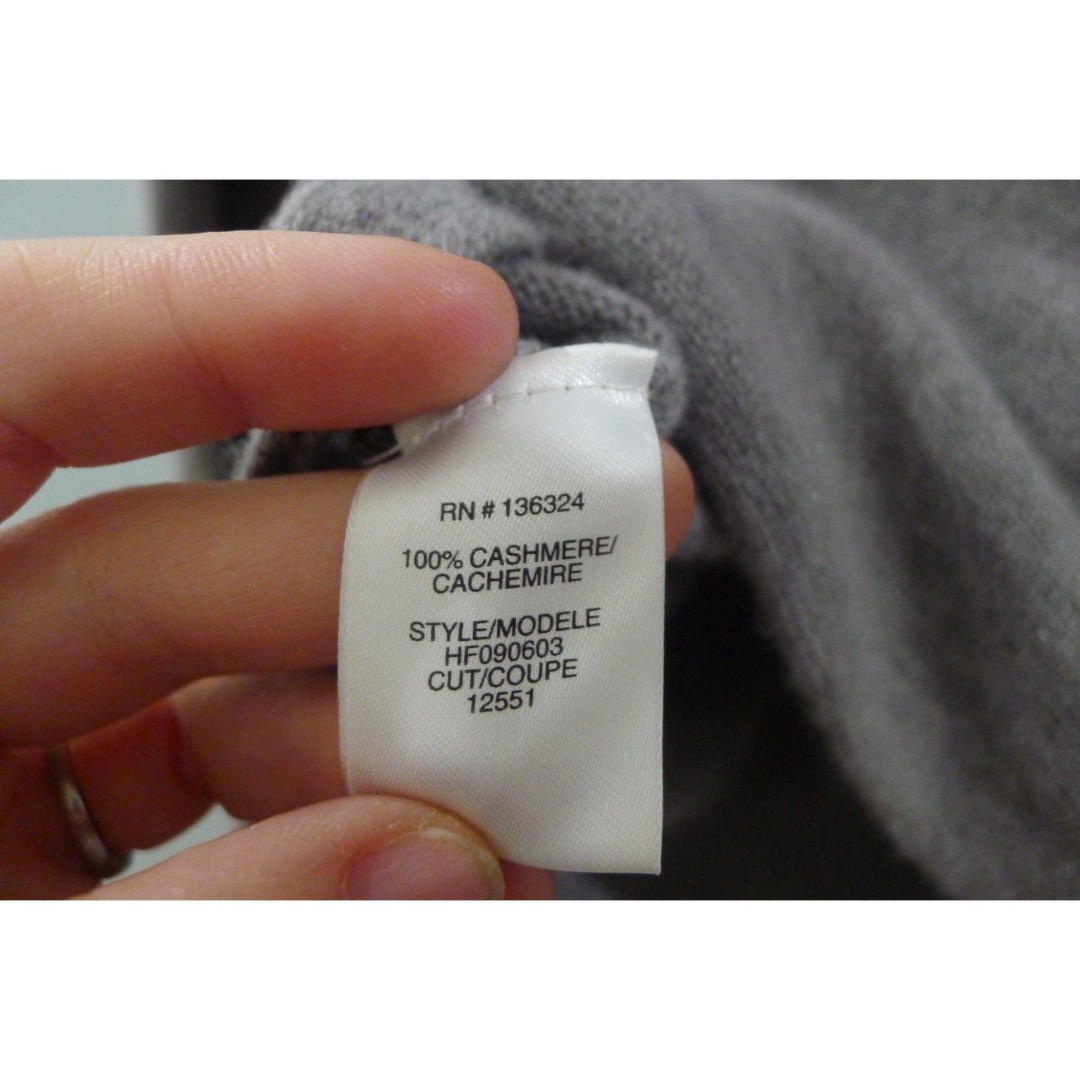 RN # 136324
100% CASHMERE/
CACHEMIRE
STYLE/MODELE
HF090603
CUT/COUPE
12551